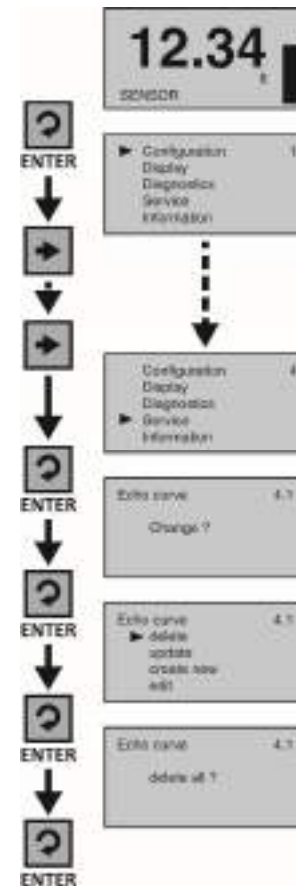 12.34
SENSOR
ENTER
Configuration 1
Display
Diagnostics
Service
Information
Configuration 4
Display
Diagnostics
Service
Information
ENTER
Echo curve 4.1
Change ?
ENTER
Echo curve 4.1
delete
update
create new
edit
ENTER
Echo curve 4.1
delete all ?
ENTER